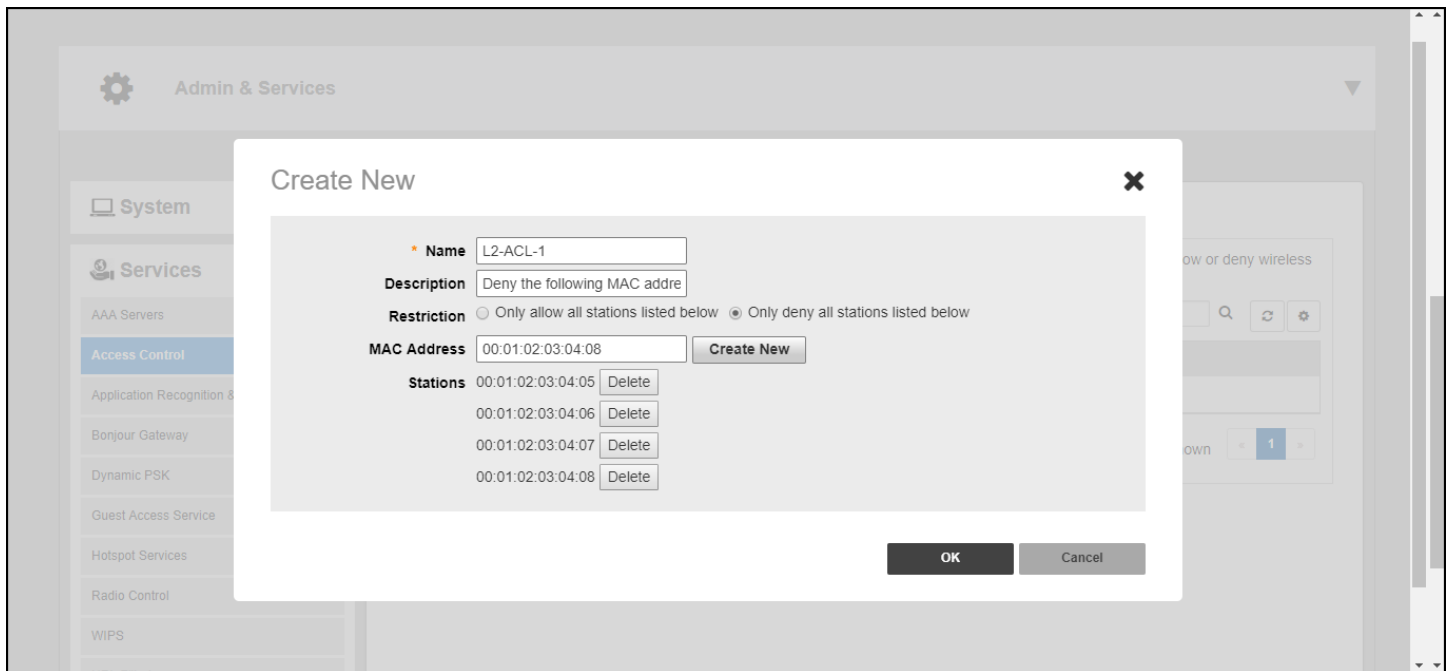 Admin & Services
Create New
System
* Name L2-ACL-1
Services
ow or deny wireless
Description Deny the following MAC addre
AAA Servers
Restriction Only allow all stations listed below Only deny all stations listed below
Access Control
MAC Address 00:01:02:03:04:08 Create New
Stations 00:01:02:03:04:05 Delete
Application Recognition &
00:01:02:03:04:06 Delete
Bonjour Gateway
00:01:02:03:04:07 Delete
own « 1 »
Dynamic PSK
00:01:02:03:04:08 Delete
Guest Access Service
Hotspot Services
OK Cancel
Radio Control
WIPS